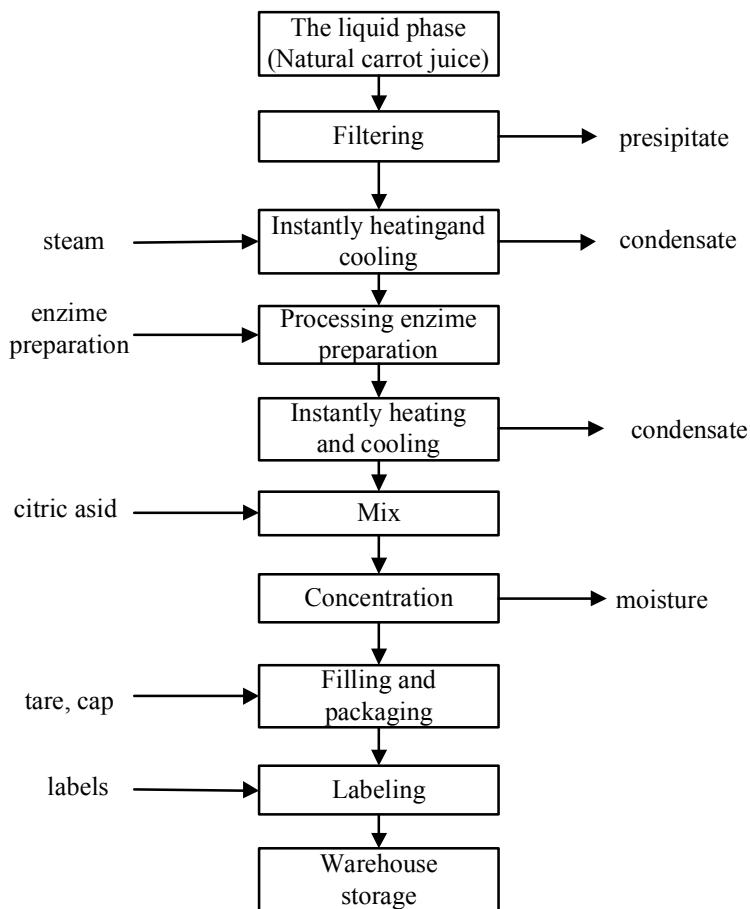 The liquid phase
(Natural carrot juice)
Filtering
presipitate
steam
Instantly heatingand
cooling
condensate
enzime
preparation
Processing enzime
preparation
Instantly heating
and cooling
condensate
citric asid
Mix
Concentration
moisture
tare, cap
Filling and
packaging
labels
Labeling
Warehouse
storage